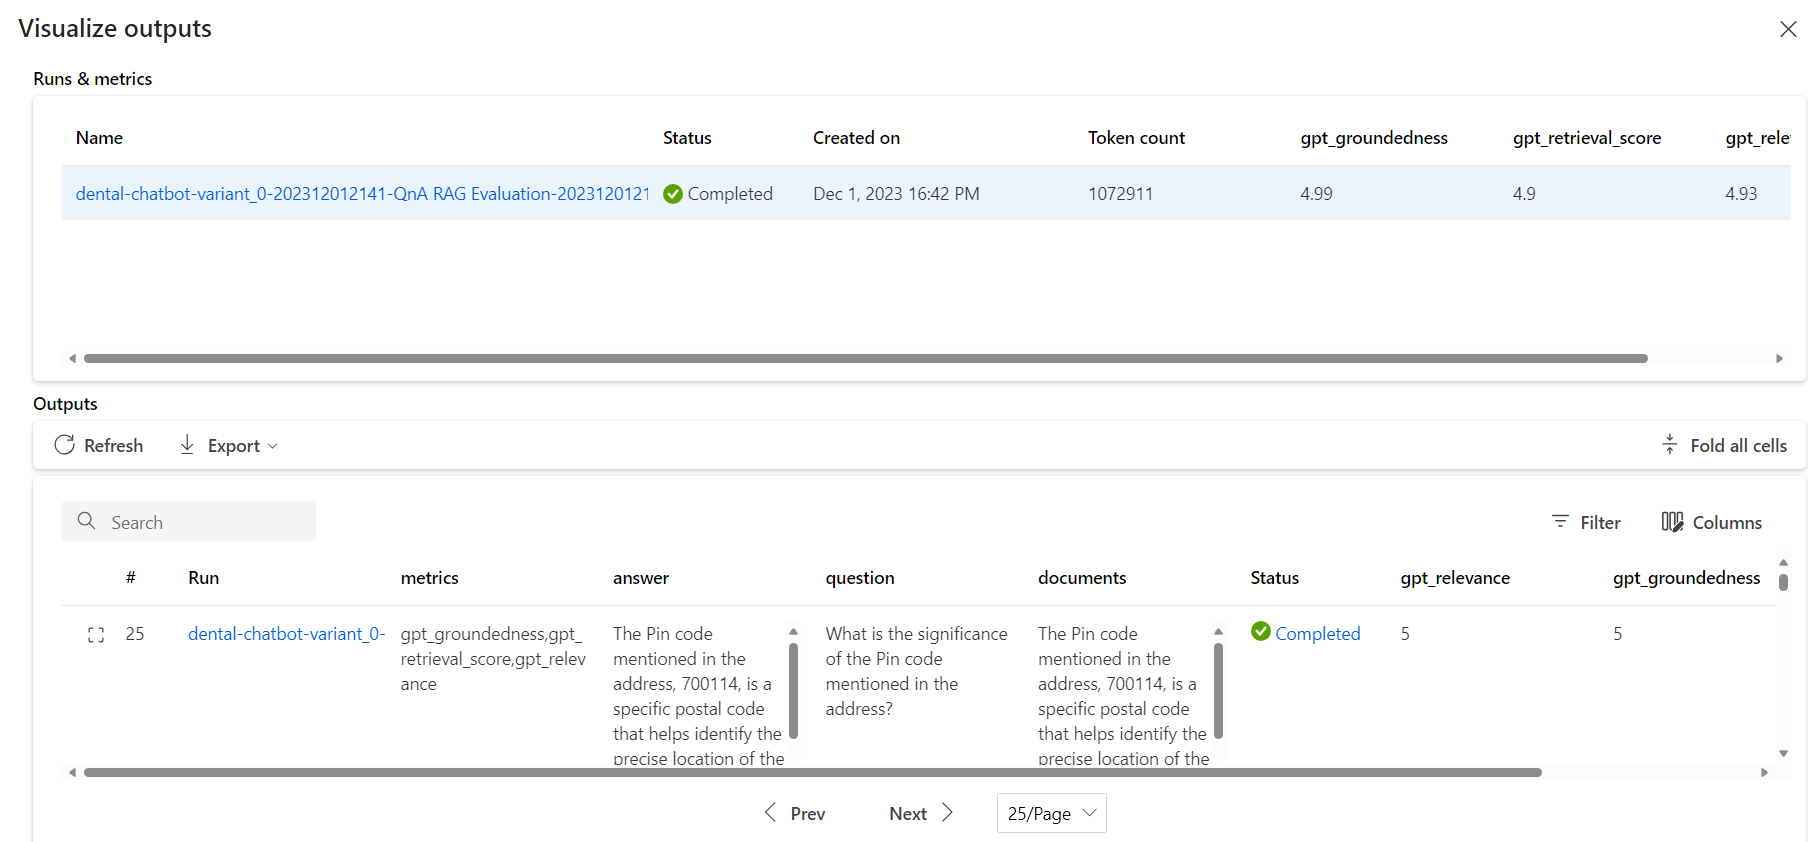 Visualize outputs
Runs & metrics
Name Status Created on Token count gpt_groundedness gpt_retrieval_score gpt_rele
dental-chatbot-variant_0-202312012141-QnA RAG Evaluation-2023120121 Completed Dec 1, 2023 16:42 PM 1072911 4.99 4.9 4.93
Outputs
Refresh Export Fold all cells
Search Filter Columns
# Run metrics answer question documents Status gpt_relevance gpt_groundedness
25 dental-chatbot-variant_0- gpt_groundedness,gpt_ The Pin code What is the significance The Pin code Completed 5 5
retrieval_score,gpt_relev mentioned in the of the Pin code mentioned in the
ance address, 700114, is a mentioned in the address, 700114, is a
specific postal code address? specific postal code
that helps identify the that helps identify the
precise location of the precise location of the
Prev Next 25/Page